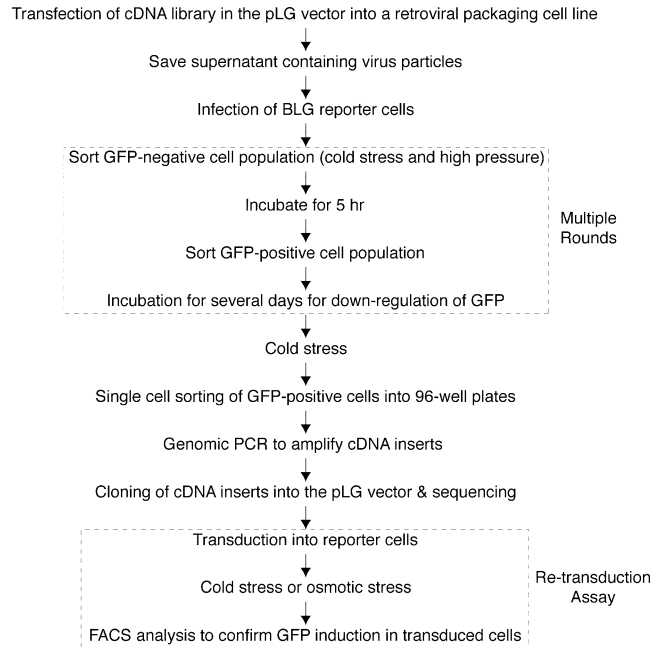 Transfection of cDNA library in the pLG vector into a retroviral packaging cell line
Save supernatant containing virus particles
Infection of BLG reporter cells
Sort GFP-negative cell population (cold stress and high pressure)
Incubate for 5 hr
Sort GFP-positive cell population
Incubation for several days for down-regulation of GFP
Multiple
Rounds
Cold stress
Single cell sorting of GFP-positive cells into 96-well plates
Genomic PCR to amplify cDNA inserts
Cloning of cDNA inserts into the pLG vector & sequencing
Transduction into reporter cells
Cold stress or osmotic stress
FACS analysis to confirm GFP induction in transduced cells
Re-transduction
Assay